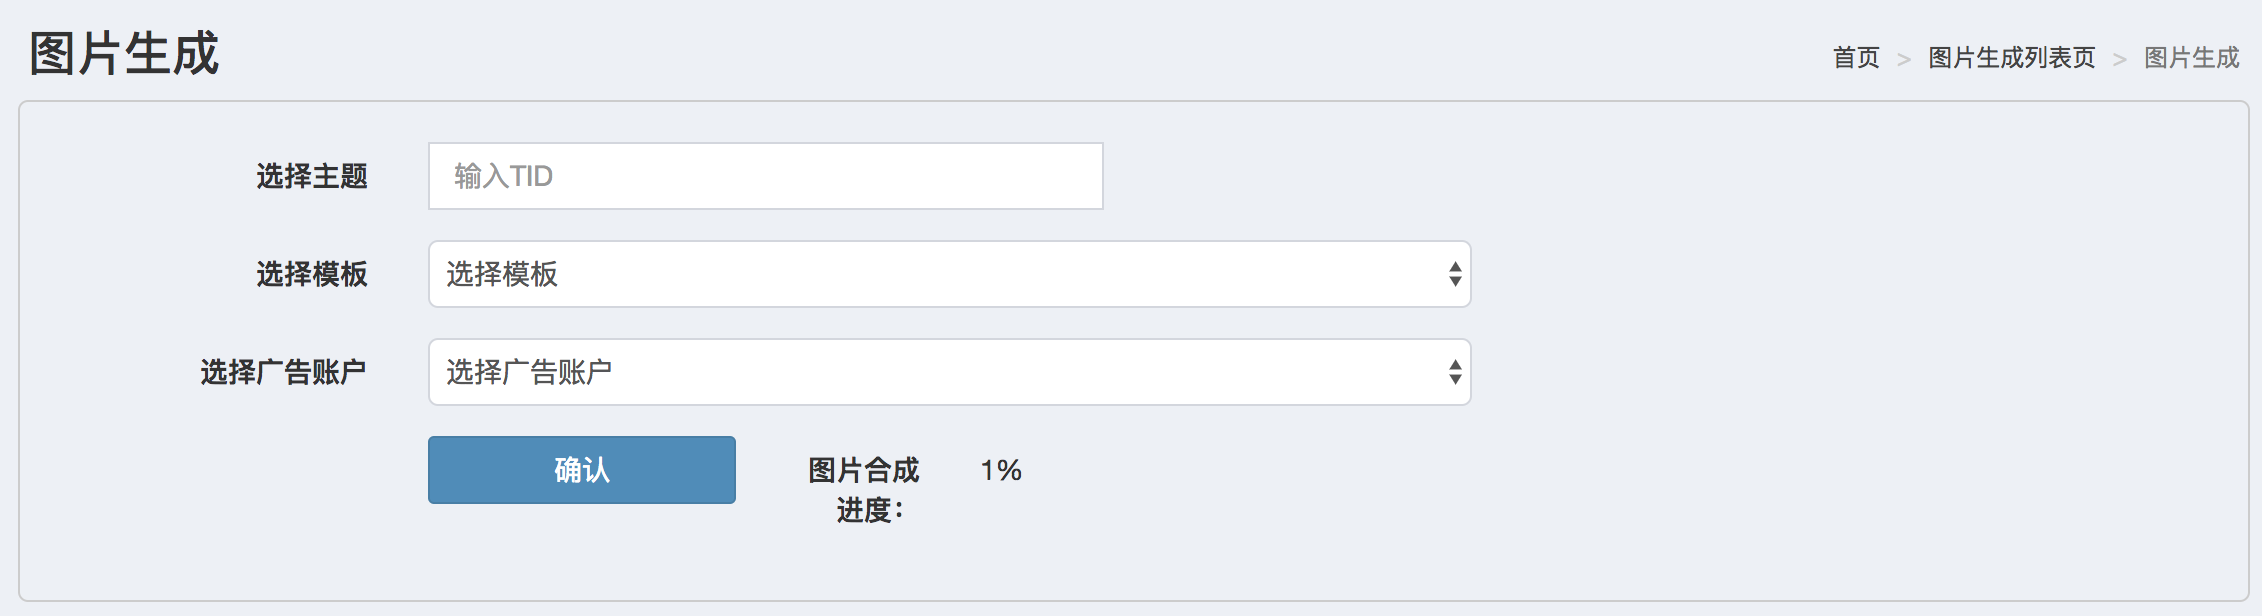 图片生成
首页 > 图片生成列表页 > 图片生成
选择主题
输入TID
选择模板
选择模板
选择广告账户
选择广告账户
确认
图片合成
进度：
1%